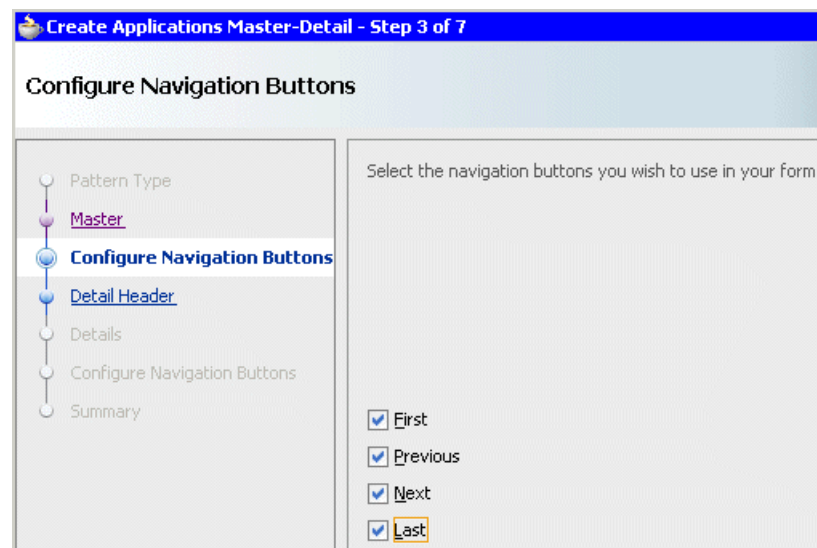 Create Applications Master-Detail - Step 3 of 7
Configure Navigation Buttons
Pattern Type
Master
Configure Navigation Buttons
Detail Header
Details
Configure Navigation Buttons
Summary
Select the navigation buttons you wish to use in your form
First
Previous
Next
Last